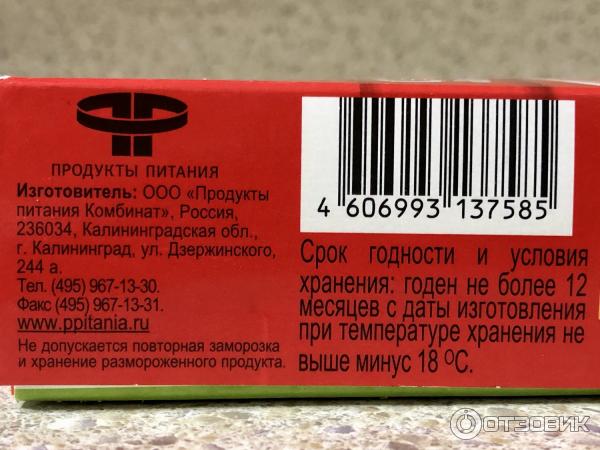 ПРОДУКТЫ ПИТАНИЯ
Изготовитель: ООО «Продукты
питания Комбинат», Россия,
236034, Калининградская обл.,
г. Калининград, ул. Дзержинского,
244 а.
Тел. (495) 967-13-30.
Факс (495) 967-13-31.
www.ppitania.ru
Не допускается повторная заморозка
и хранение размороженного продукта.
4 606993 137585
Срок годности и условия
хранения: годен не более 12
месяцев с даты изготовления
при температуре хранения не
выше минус 18 ºС.
ОТЗОВИК